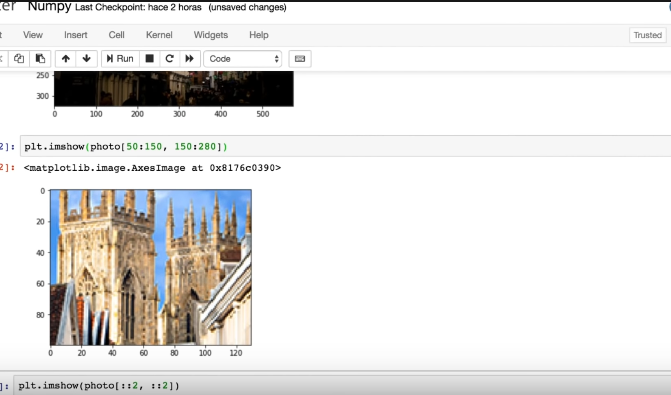 Numpy Last Checkpoint: hace 2 horas (unsaved changes)
View Insert Cell Kernel Widgets Help Trusted
Run Code
250
300
0 100 200 300 400 500
2]: plt.imshow(photo[50:150, 150:280])
2]: <matplotlib.image.AxesImage at 0x8176c0390>
0
20
40
60
80
0 20 40 60 80 100 120
]: plt.imshow(photo[::2, ::2])